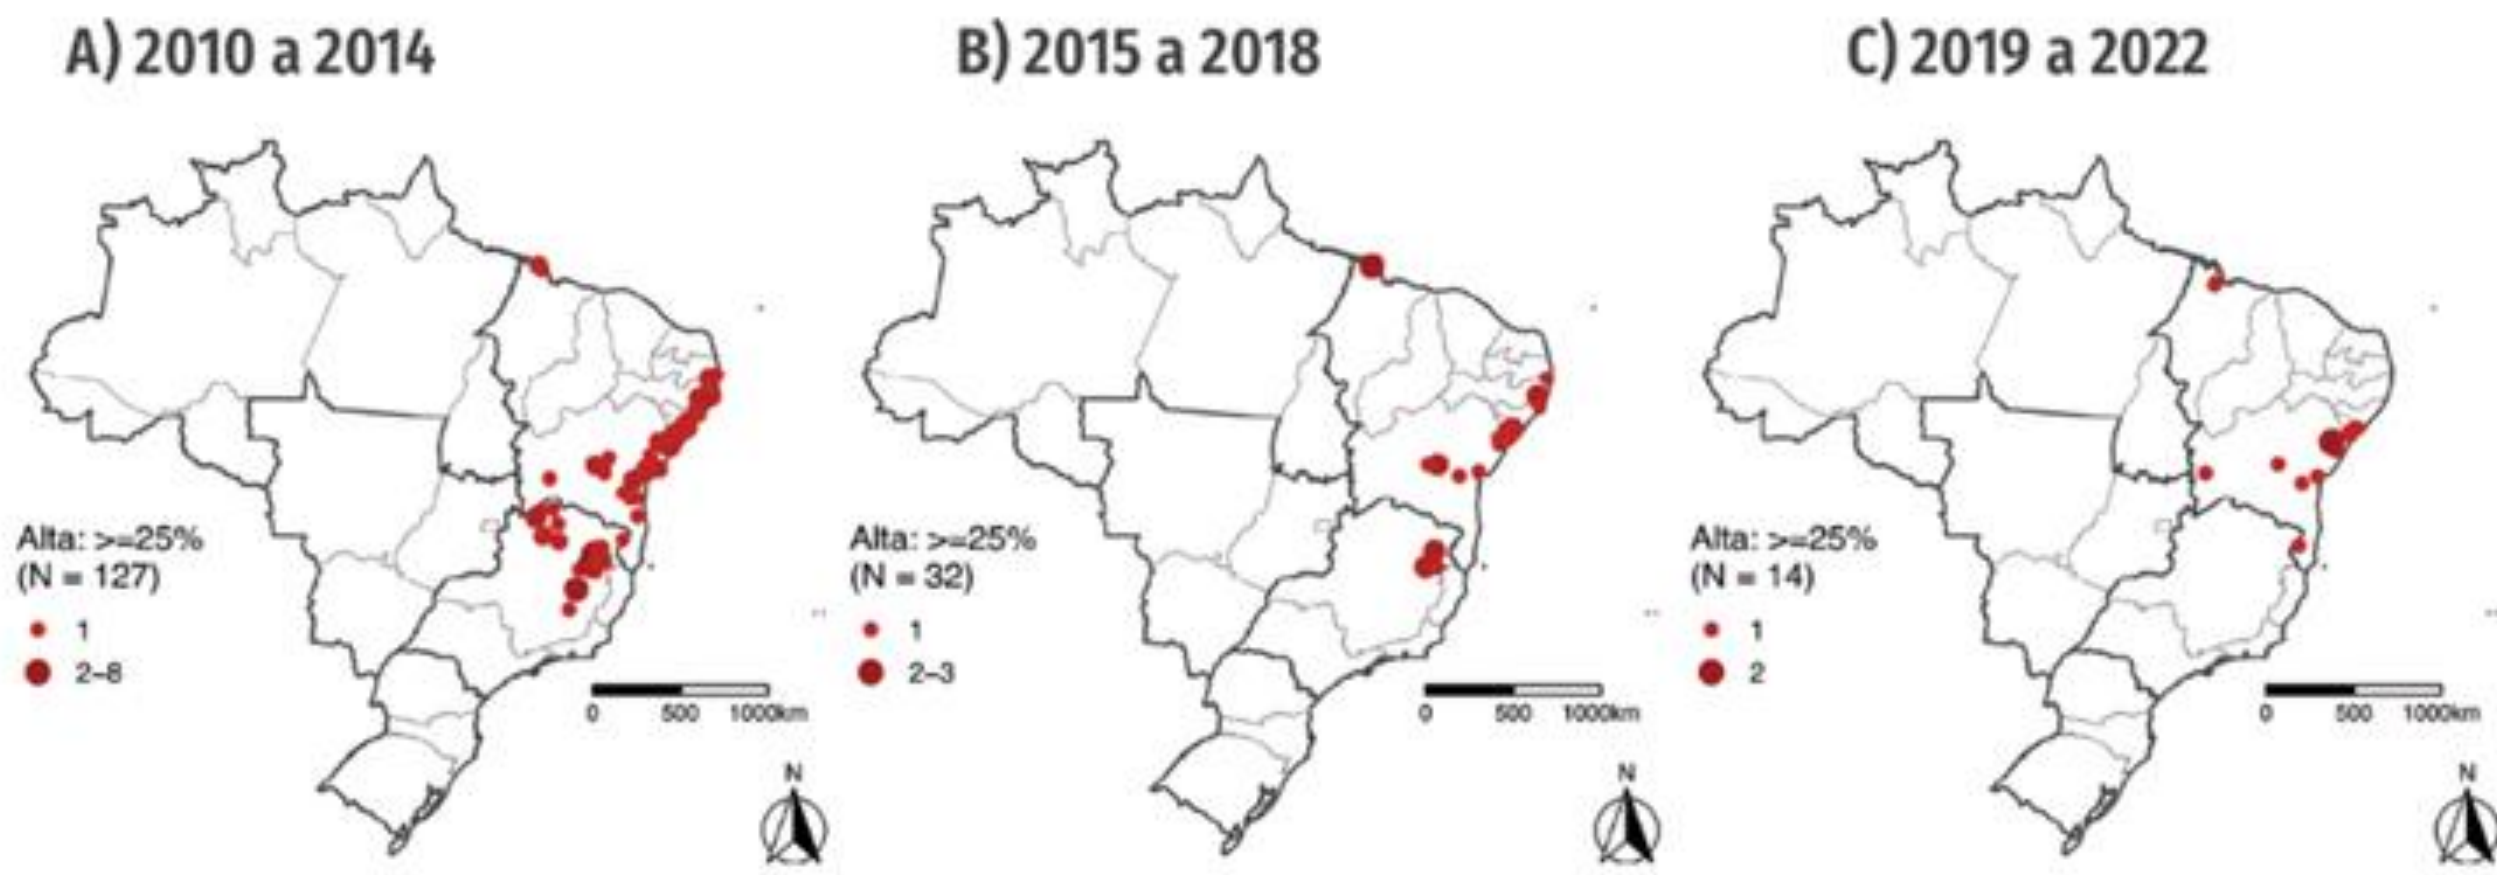 A) 2010 a 2014
Alta: >=25%
(N = 127)
1
2–8
0 500 1000km
N
B) 2015 a 2018
Alta: >=25%
(N = 32)
1
2–3
0 500 1000km
N
C) 2019 a 2022
Alta: >=25%
(N = 14)
1
2
0 500 1000km
N